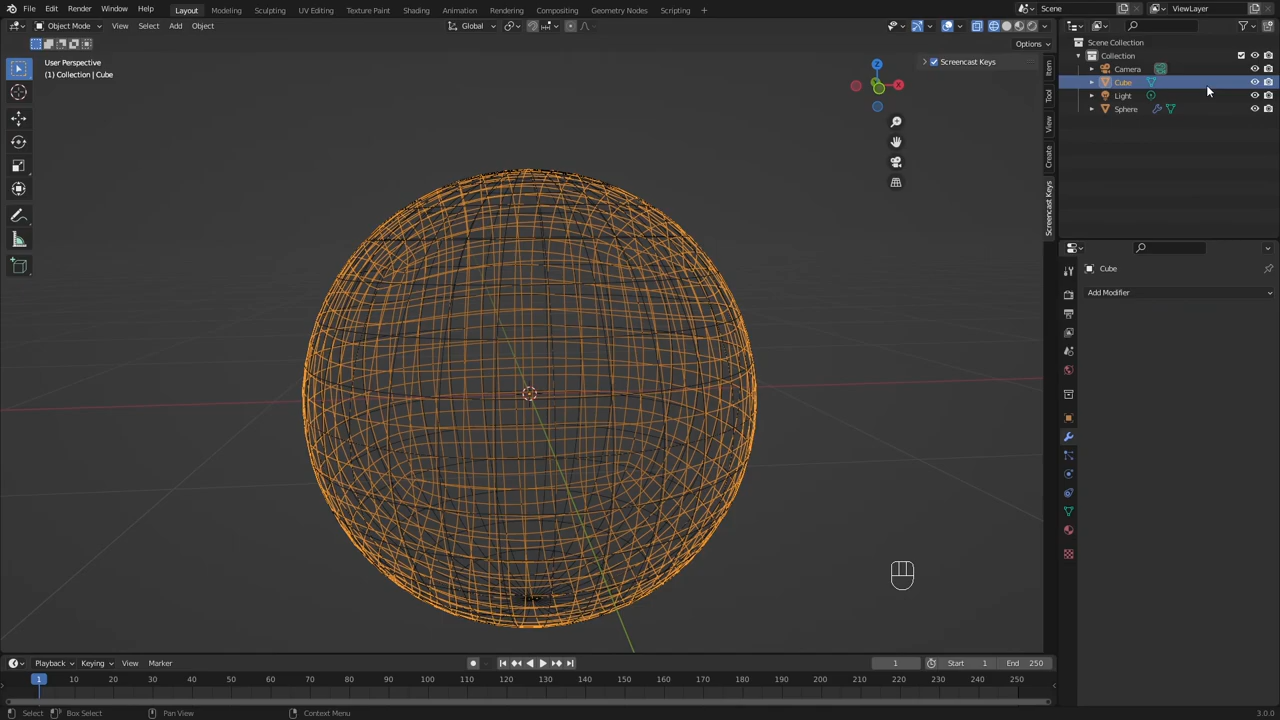 File Edit Render Window Help Layout Modeling Sculpting UV Editing Texture Paint Shading Animation Rendering Compositing Geometry Nodes Scripting + Scene ViewLayer
Object Mode View Select Add Object Global
Options
User Perspective
(1) Collection | Cube
Screencast Keys
Z
X
Item
Tool
View
Create
Screencast Keys
Scene Collection
Collection
Camera
Cube
Light
Sphere
Cube
Add Modifier
Playback Keying View Marker 1 Start 1 End 250
1 10 20 30 40 50 60 70 80 90 100 110 120 130 140 150 160 170 180 190 200 210 220 230 240 250
Select Box Select Pan View Context Menu 3.0.0